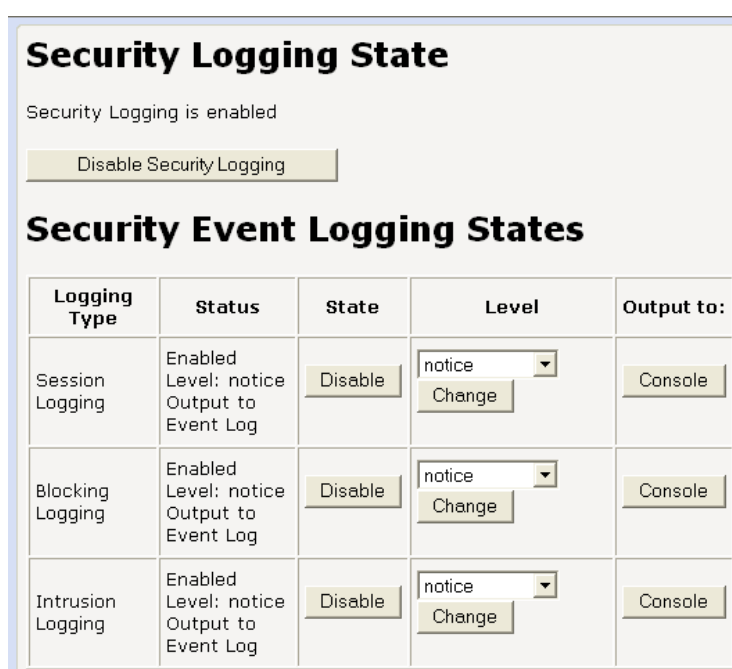 Security Logging State
Security Logging is enabled
Disable Security Logging
Security Event Logging States
Logging
Type
Status
State
Level
Output to:
Session
Logging
Enabled
Level: notice
Output to
Event Log
Disable
notice
Change
Console
Blocking
Logging
Enabled
Level: notice
Output to
Event Log
Disable
notice
Change
Console
Intrusion
Logging
Enabled
Level: notice
Output to
Event Log
Disable
notice
Change
Console